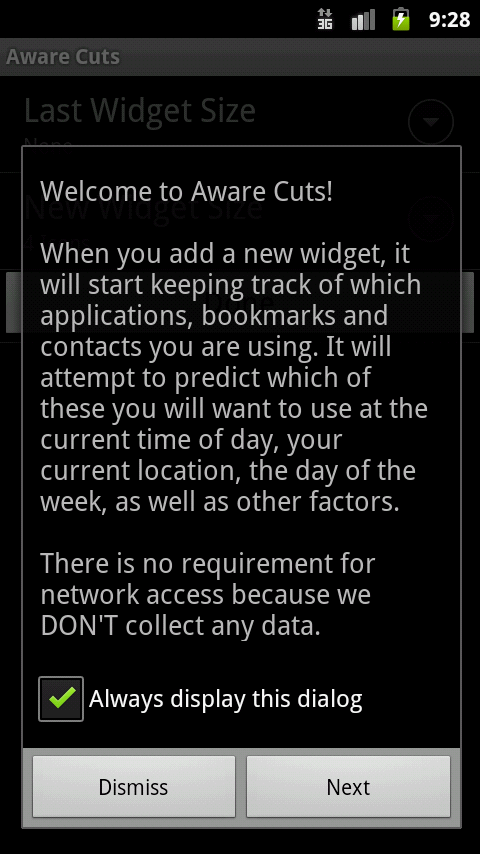 3G 9:28
Aware Cuts
Last Widget Size
None
Welcome to Aware Cuts!
New Widget Size
When you add a new widget, it
will start keeping track of which
applications, bookmarks and
contacts you are using. It will
attempt to predict which of
these you will want to use at the
current time of day, your
current location, the day of the
week, as well as other factors.
There is no requirement for
network access because we
DON'T collect any data.
Always display this dialog
Dismiss Next